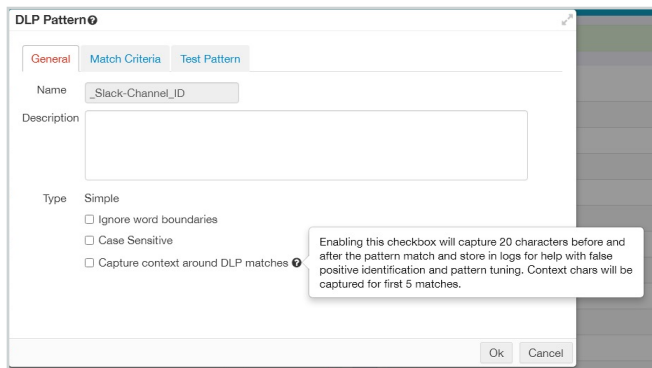 DLP Pattern
General Match Criteria Test Pattern
Name _Slack-Channel_ID
Description
Type Simple
Ignore word boundaries
Case Sensitive
Capture context around DLP matches
Enabling this checkbox will capture 20 characters before and
after the pattern match and store in logs for help with false
positive identification and pattern tuning. Context chars will be
captured for first 5 matches.
Ok Cancel